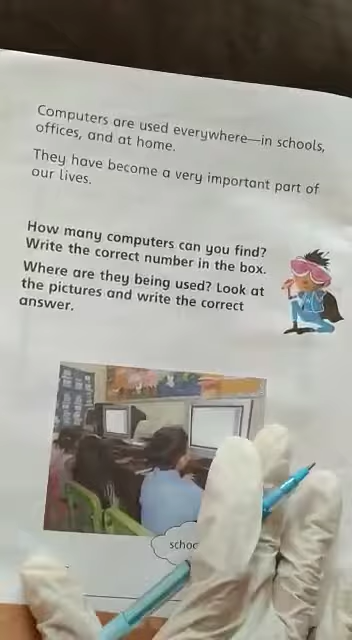 Computers are used everywhere—in schools,
offices, and at home.
They have become a very important part of
our lives.
How many computers can you find?
Write the correct number in the box.
Where are they being used? Look at
the pictures and write the correct
answer.